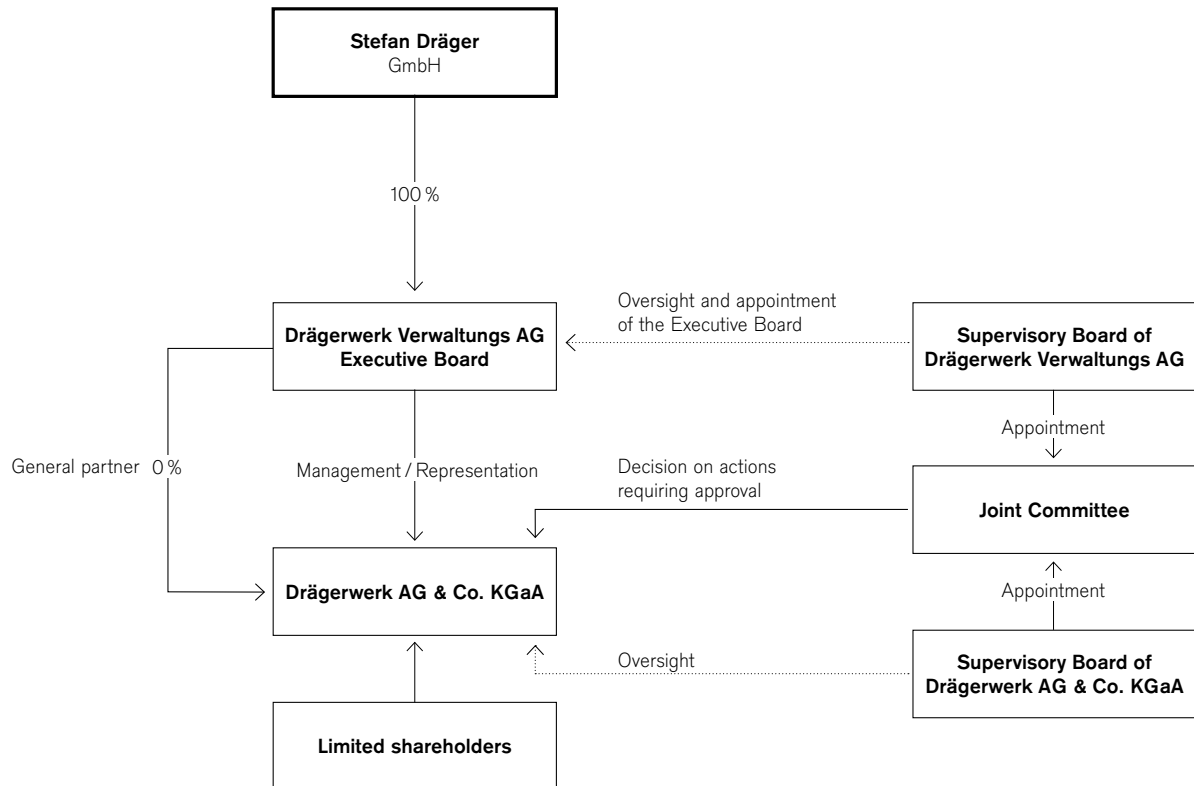 Stefan Dräger
GmbH
100 %
Oversight and appointment
of the Executive Board
Drägerwerk Verwaltungs AG
Executive Board
Supervisory Board of
Drägerwerk Verwaltungs AG
Appointment
General partner 0 %
Management / Representation
Decision on actions
requiring approval
Joint Committee
Drägerwerk AG & Co. KGaA
Appointment
Oversight
Supervisory Board of
Drägerwerk AG & Co. KGaA
Limited shareholders